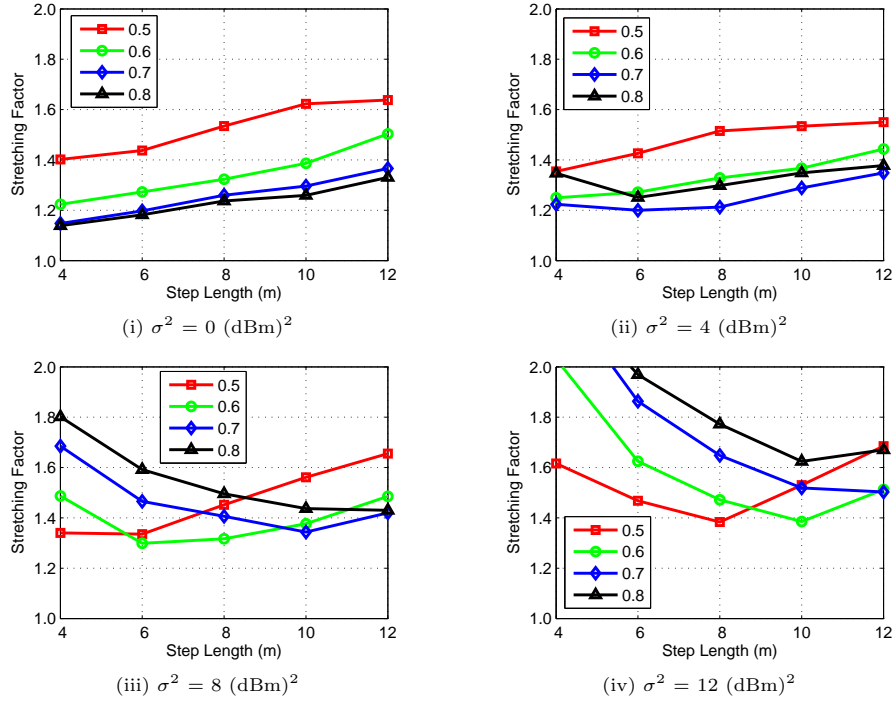 2.0
1.8
1.6
1.4
1.2
1.0
Stretching Factor
0.5
0.6
0.7
0.8
4 6 8 10 12
Step Length (m)
(i) σ² = 0 (dBm)²
2.0
1.8
1.6
1.4
1.2
1.0
Stretching Factor
0.5
0.6
0.7
0.8
4 6 8 10 12
Step Length (m)
(ii) σ² = 4 (dBm)²
2.0
1.8
1.6
1.4
1.2
1.0
Stretching Factor
0.5
0.6
0.7
0.8
4 6 8 10 12
Step Length (m)
(iii) σ² = 8 (dBm)²
2.0
1.8
1.6
1.4
1.2
1.0
Stretching Factor
0.5
0.6
0.7
0.8
4 6 8 10 12
Step Length (m)
(iv) σ² = 12 (dBm)²